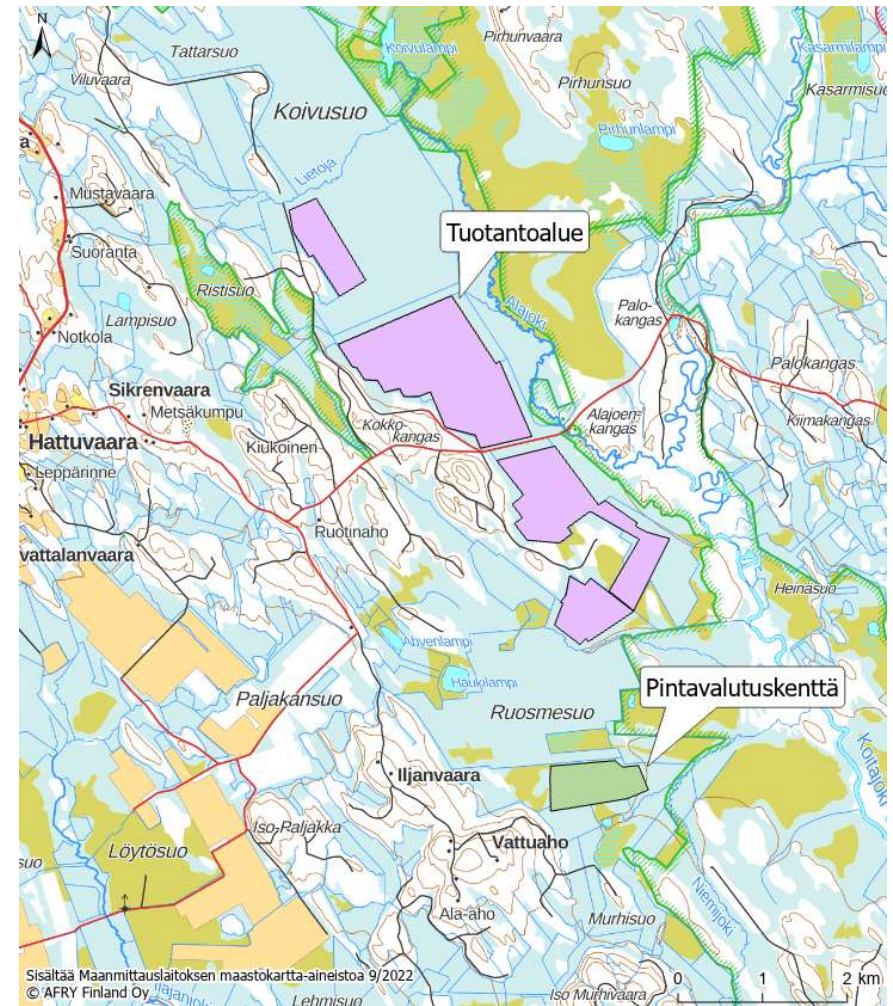 N
Tattarsuo
Koivulampi
Pirhunvaara
Kasarmilampi
Viluvaara
Pirhunsuo
Kasarmisuo
Koivusuo
Pirhunlampi
a
Lietoja
Mustavaara
Tuotantoalue
Suoranta
Ristisuo
Alajoki
Palo-
kangas
Lampisuo
Notkola
Palokangas
Sikrenvaara
Metsäkumpu
Kokko-
kangas
Alajoen-
kangas
Kiimakangas
Hattuvaara
Kiukoinen
Leppärinne
Ruotinaho
vattalanvaara
Heinäsuo
Ahvenlampi
Haukilampi
Pintavalutuskenttä
Paljakansuo
Ruosmesuo
Koitajoki
Iljanvaara
Iso-Paljakka
Vattuaho
suo
Löytösuo
Niemijoki
Ala-aho
Murhisuo
Sisältää Maanmittauslaitoksen maastokartta-aineistoa 9/2022
© AFRY Finland Oy
Iljanjoki
Lehmisuo
Iso Murhivaara
0 1 2 km